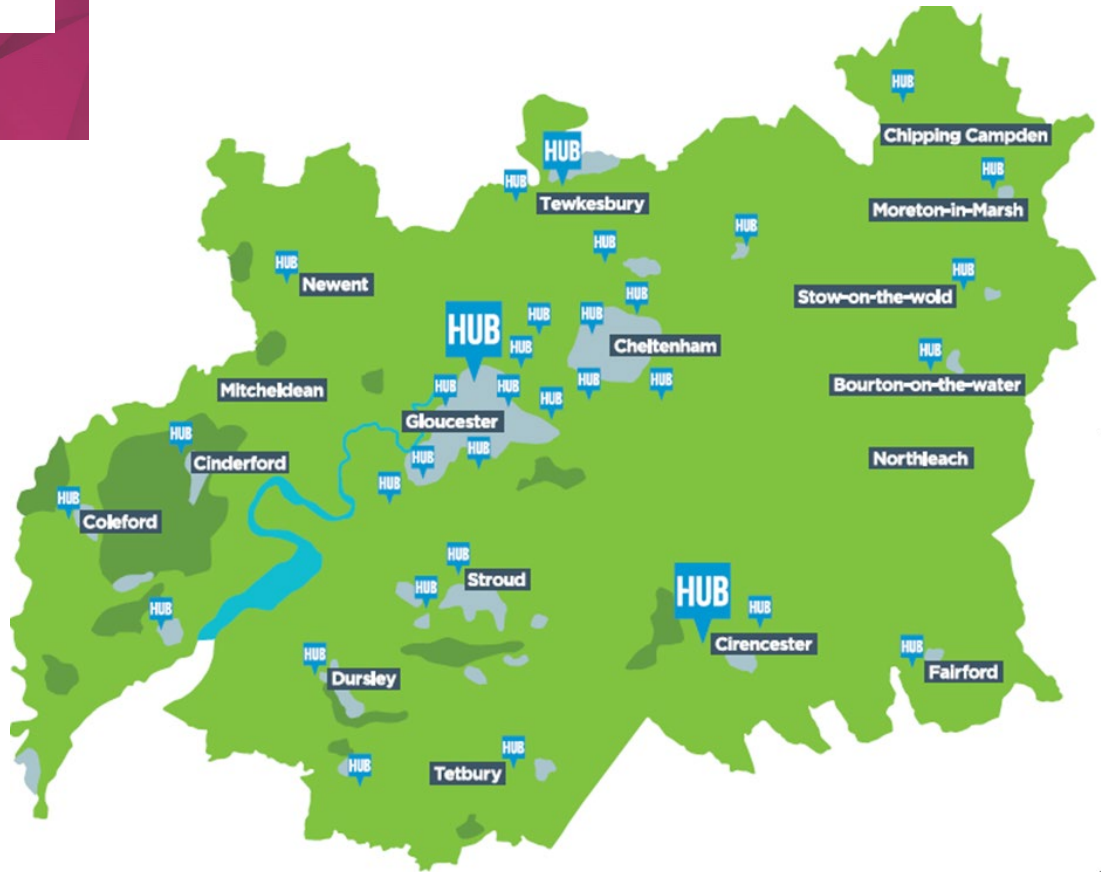 HUB
Chipping Campden
HUB
HUB
HUB
Tewkesbury
Moreton-in-Marsh
HUB
HUB
HUB
HUB
Newent
HUB
Stow-on-the-wold
HUB
HUB
HUB
HUB
Cheltenham
HUB
HUB
HUB
Bourton-on-the-water
HUB
HUB
Mitcheldean
HUB
Gloucester
HUB
HUB
HUB
Northleach
Cinderford
HUB
HUB
Coleford
HUB
Stroud
HUB
HUB
HUB
HUB
Cirencester
HUB
HUB
Fairford
Dursley
HUB
HUB
Tetbury